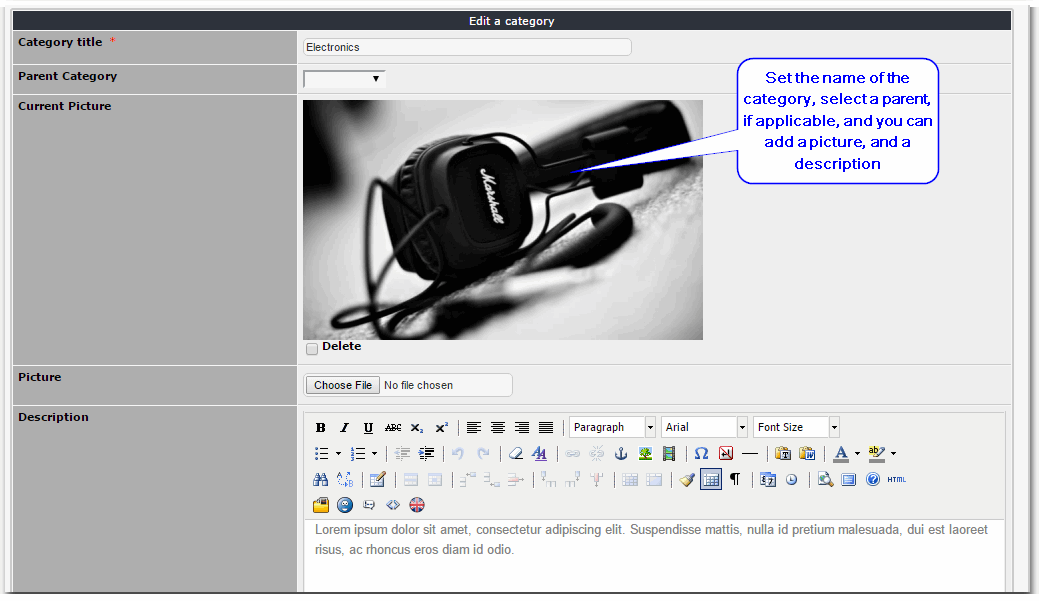 Edit a category
Category title *
Electronics
Parent Category
Current Picture
Set the name of the
category, select a parent,
if applicable, and you can
add a picture, and a
description
Marshall
Delete
Picture
Choose File No file chosen
Description
B I U ABC X₂ X² Paragraph Arial Font Size
HTML
Lorem ipsum dolor sit amet, consectetur adipiscing elit. Suspendisse mattis, nulla id pretium malesuada, dui est laoreet
risus, ac rhoncus eros diam id odio.